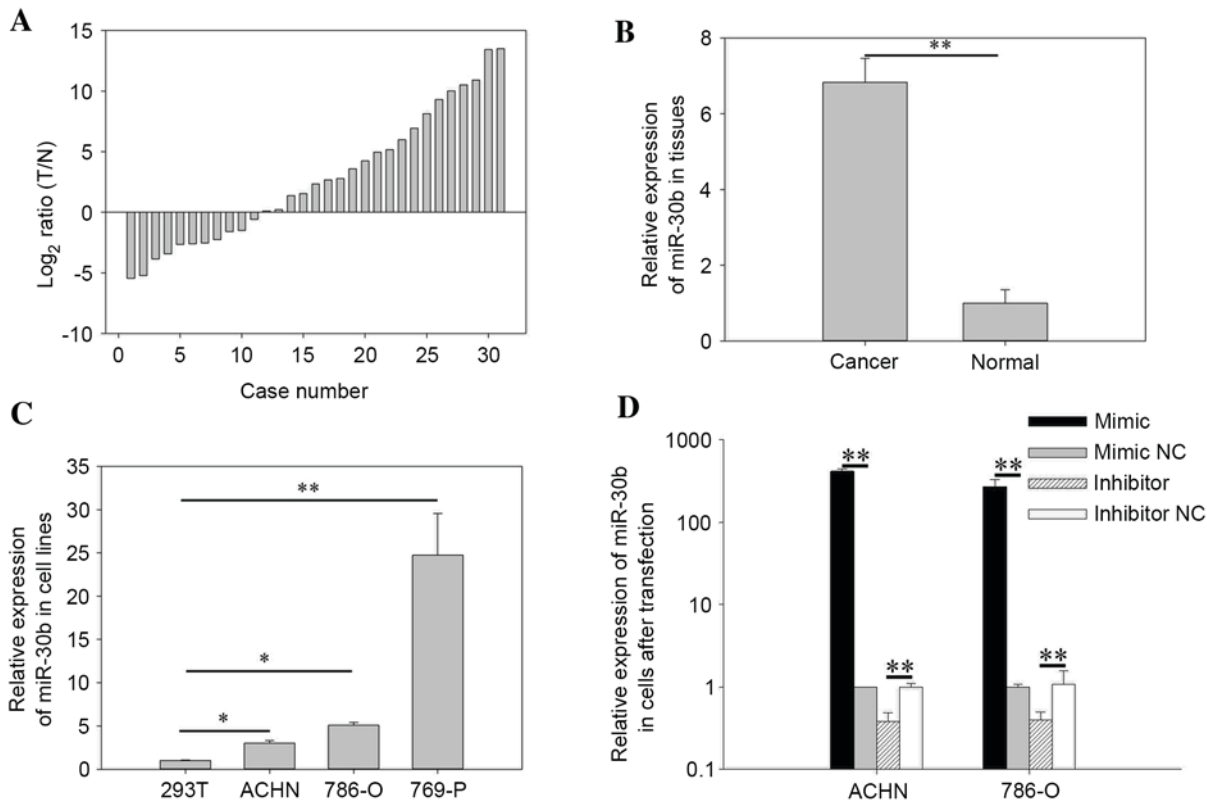 A
Log2 ratio (T/N)
15
10
5
0
-5
-10
0
5
10
15
20
25
30
Case number
B
Relative expression
of miR-30b in tissues
8
6
4
2
0
**
Cancer
Normal
C
Relative expression
of miR-30b in cell lines
35
30
25
20
15
10
5
0
**
*
*
293T
ACHN
786-O
769-P
D
Relative expression of miR-30b
in cells after transfection
1000
100
10
1
0.1
**
**
**
**
Mimic
Mimic NC
Inhibitor
Inhibitor NC
ACHN
786-O